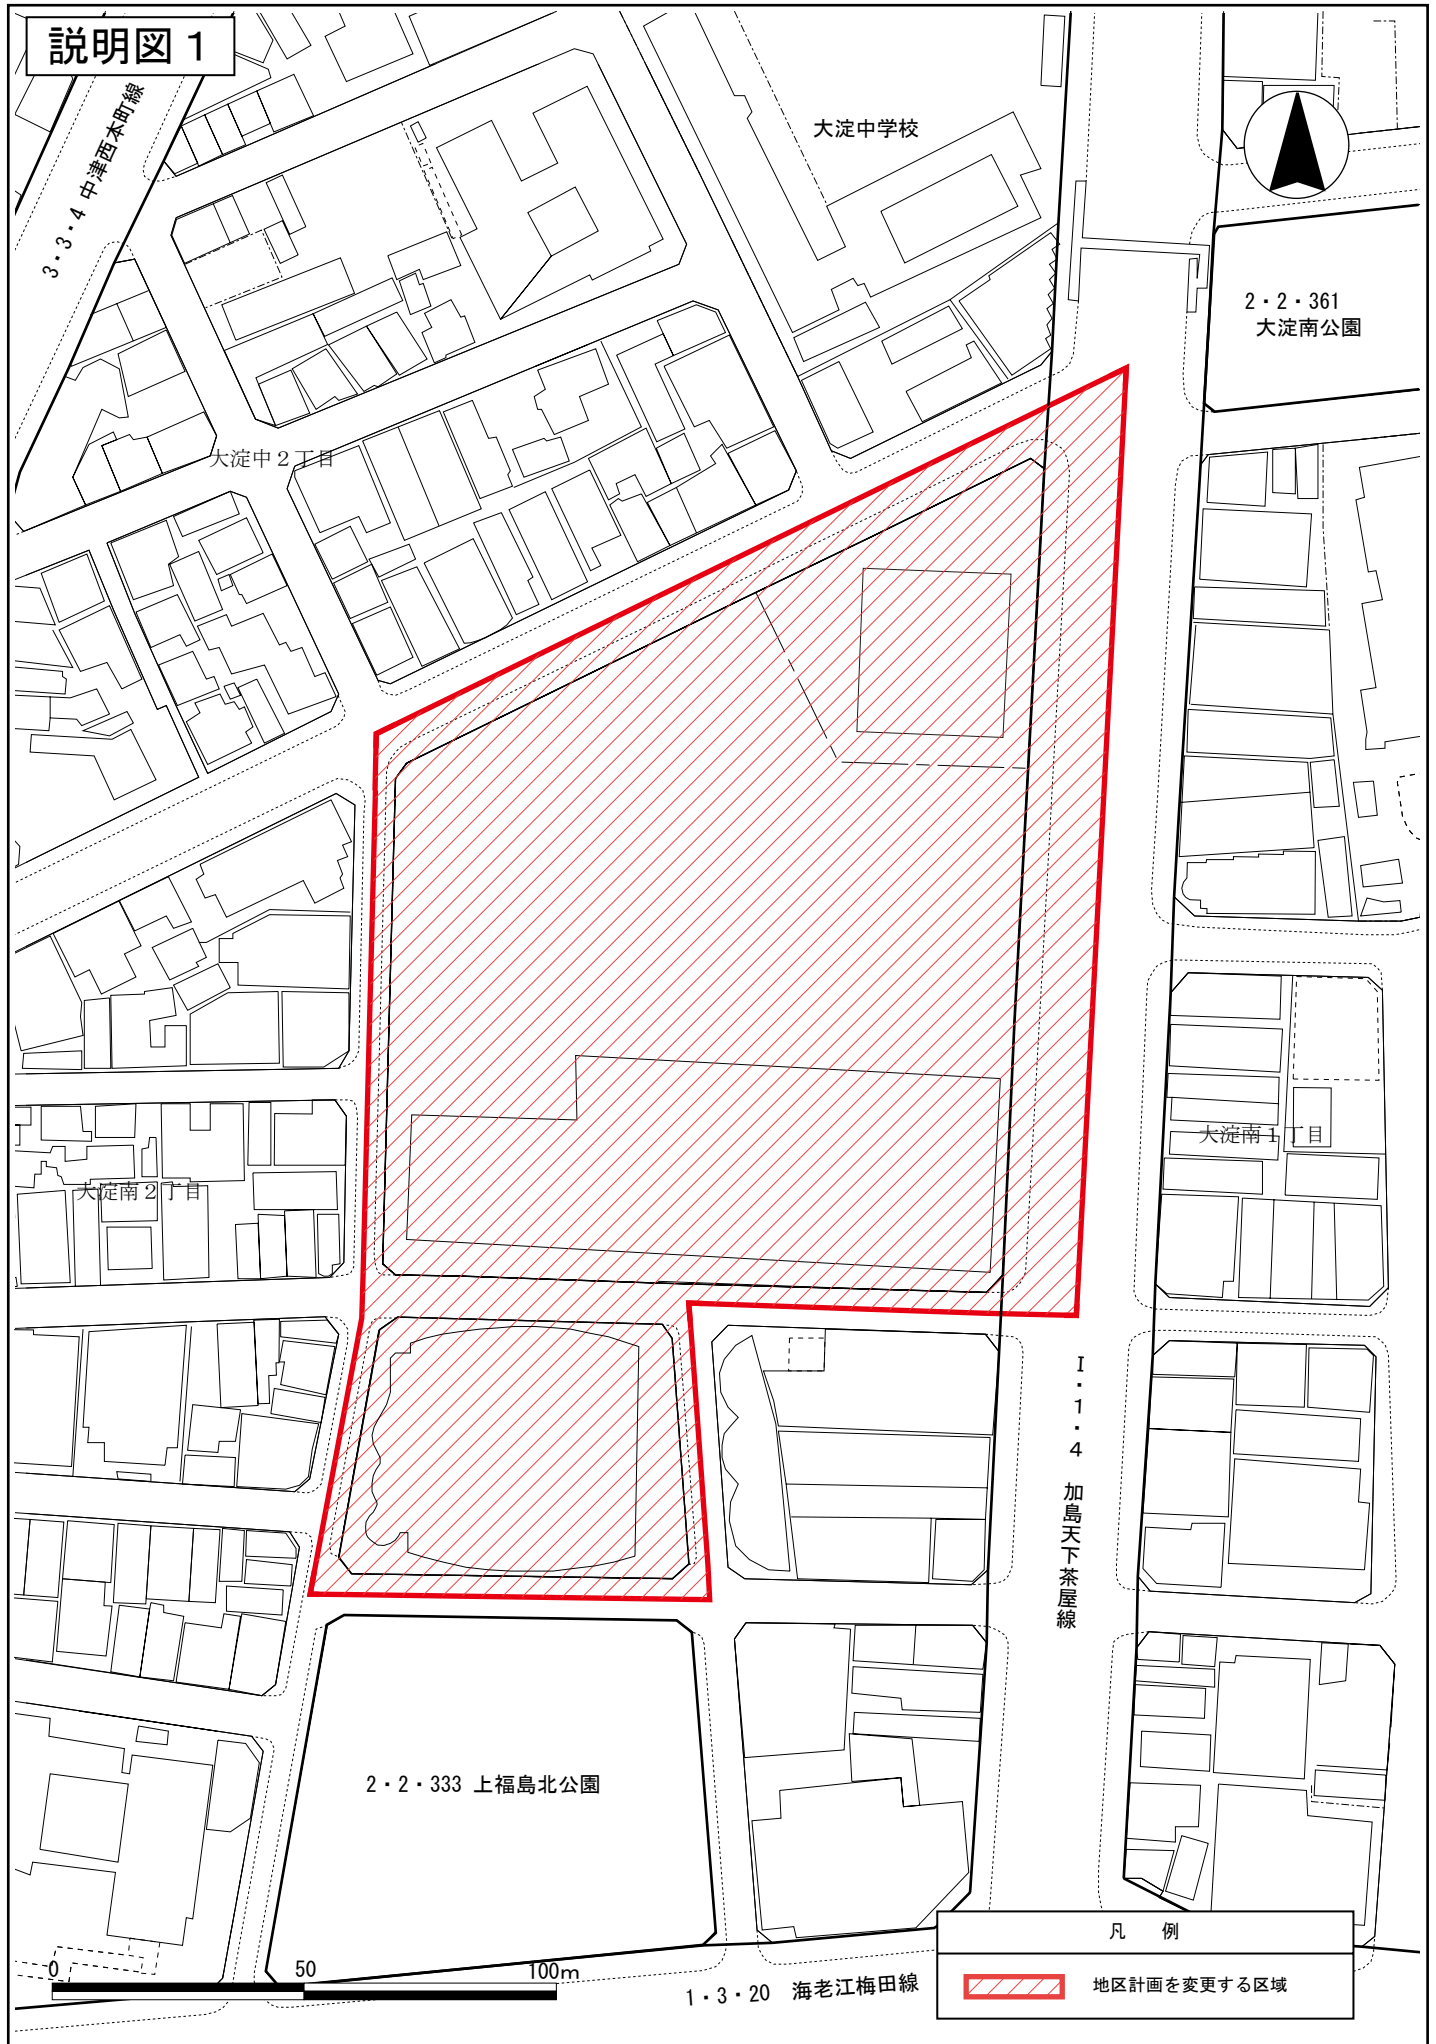 説明図１
3・3・4 中津西本町線
大淀中学校
2・2・361
大淀南公園
大淀中２丁目
大淀南１丁目
大淀南２丁目
Ⅰ・1・4 加島天下茶屋線
2・2・333 上福島北公園
0 50 100m
1・3・20 海老江梅田線
凡 例
地区計画を変更する区域